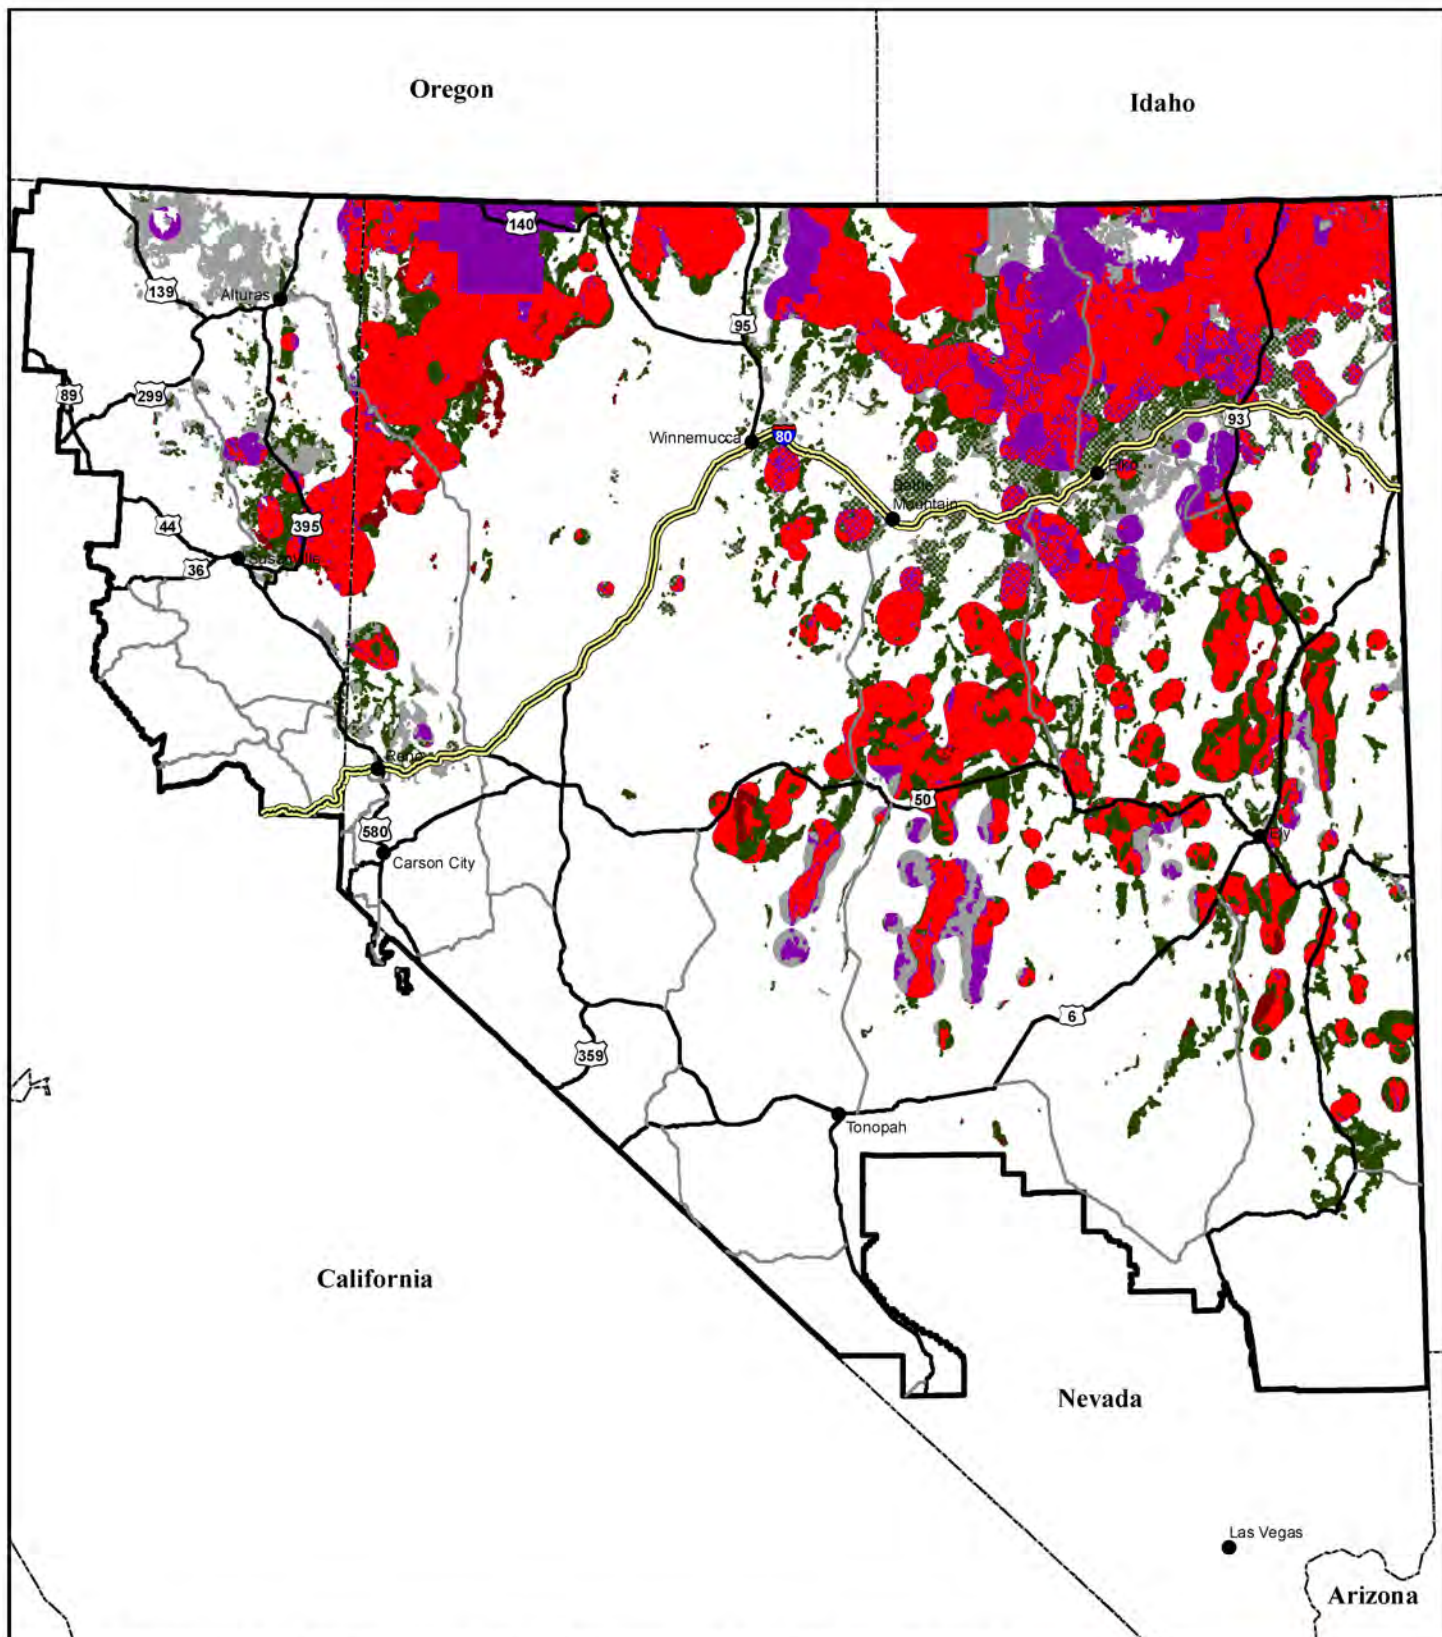 Oregon
Idaho
140
139
Alturas
95
89
299
Winnemucca
80
93
Elko
Battle
Mountain
44
395
Susanville
36
Reno
50
580
Carson City
Ely
6
359
Tonopah
California
Nevada
Las Vegas
Arizona